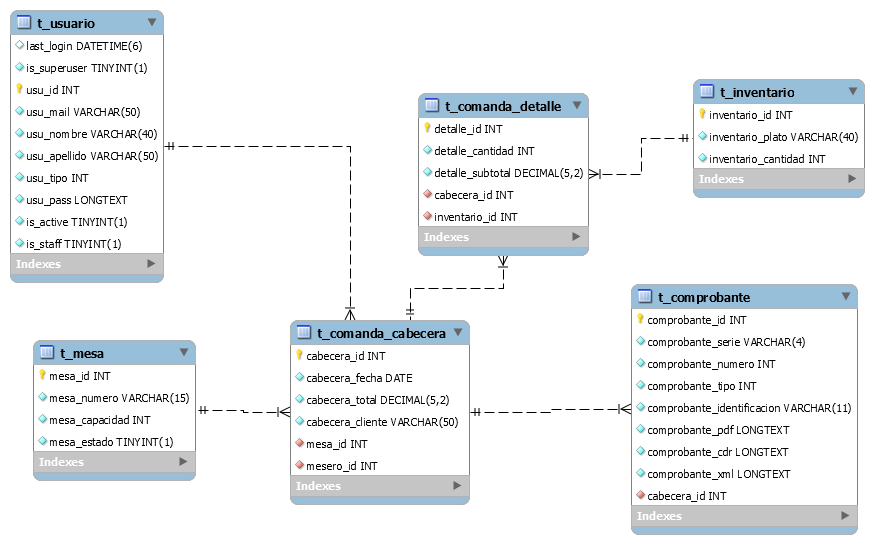 t_usuario
last_login DATETIME(6)
is_superuser TINYINT(1)
usu_id INT
usu_mail VARCHAR(50)
usu_nombre VARCHAR(40)
usu_apellido VARCHAR(50)
usu_tipo INT
usu_pass LONGTEXT
is_active TINYINT(1)
is_staff TINYINT(1)
Indexes
t_comanda_detalle
detalle_id INT
detalle_cantidad INT
detalle_subtotal DECIMAL(5,2)
cabecera_id INT
inventario_id INT
Indexes
t_inventario
inventario_id INT
inventario_plato VARCHAR(40)
inventario_cantidad INT
Indexes
t_mesa
mesa_id INT
mesa_numero VARCHAR(15)
mesa_capacidad INT
mesa_estado TINYINT(1)
Indexes
t_comanda_cabecera
cabecera_id INT
cabecera_fecha DATE
cabecera_total DECIMAL(5,2)
cabecera_cliente VARCHAR(50)
mesa_id INT
mesero_id INT
Indexes
t_comprobante
comprobante_id INT
comprobante_serie VARCHAR(4)
comprobante_numero INT
comprobante_tipo INT
comprobante_identificacion VARCHAR(11)
comprobante_pdf LONGTEXT
comprobante_cdr LONGTEXT
comprobante_xml LONGTEXT
cabecera_id INT
Indexes